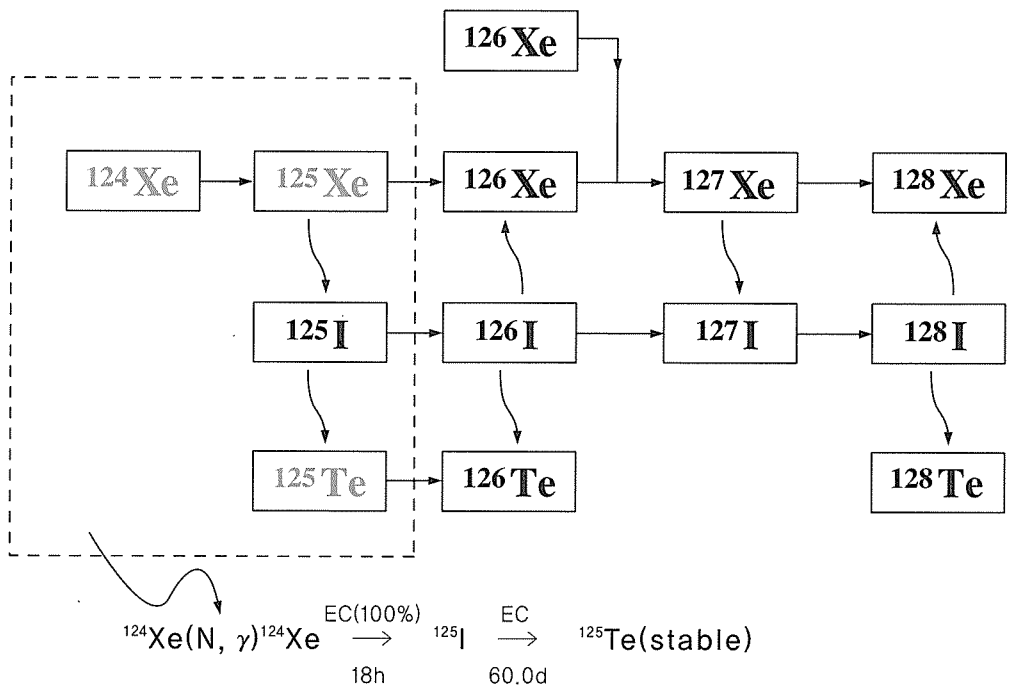 ¹²⁶Xe
¹²⁴Xe ¹²⁵Xe ¹²⁶Xe ¹²⁷Xe ¹²⁸Xe
¹²⁵I ¹²⁶I ¹²⁷I ¹²⁸I
¹²⁵Te ¹²⁶Te ¹²⁸Te
EC(100%) EC
¹²⁴Xe(N, γ)¹²⁴Xe → ¹²⁵I → ¹²⁵Te(stable)
18h 60.0d